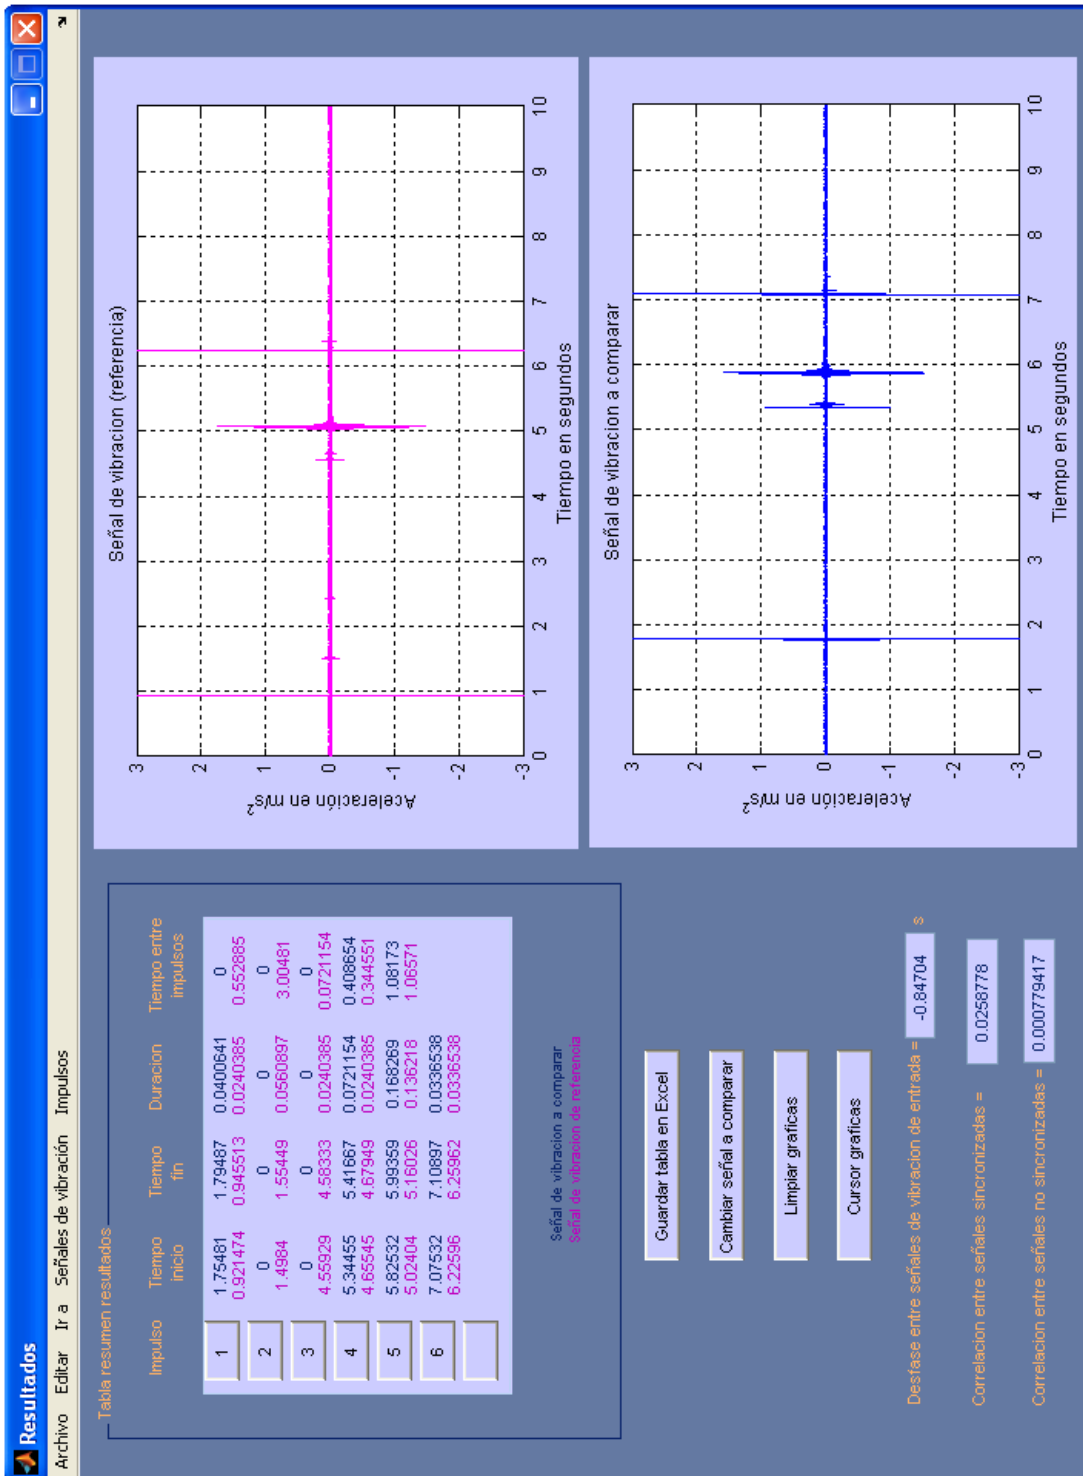 Resultados
Archivo Editar Ir a Señales de vibración Impulsos
Tabla resumen resultados
Impulso Tiempo inicio Tiempo fin Duracion Tiempo entre impulsos
1 1.75481 1.79487 0.0400641 0
0.921474 0.945513 0.0240385 0.552885
2 0 0 0 0
1.4984 1.55449 0.0560897 3.00481
3 0 0 0 0
4.55929 4.58333 0.0240385 0.0721154
4 5.34455 5.41667 0.0721154 0.408654
4.65545 4.67949 0.0240385 0.344551
5 5.82532 5.99359 0.168269 1.08173
5.02404 5.16026 0.136218 1.06571
6 7.07532 7.10897 0.0336538
6.22596 6.25962 0.0336538
Señal de vibracion a comparar
Señal de vibracion de referencia
Guardar tabla en Excel
Cambiar señal a comparar
Limpiar graficas
Cursor graficas
Desfase entre señales de vibracion de entrada = -0.84704 s
Correlacion entre señales sincronizadas = 0.0258778
Correlacion entre señales no sincronizadas = 0.000779417
Señal de vibracion (referencia)
Aceleración en m/s²
3
2
1
0
-1
-2
-3
0 1 2 3 4 5 6 7 8 9 10
Tiempo en segundos
Señal de vibracion a comparar
Aceleración en m/s²
3
2
1
0
-1
-2
-3
0 1 2 3 4 5 6 7 8 9 10
Tiempo en segundos